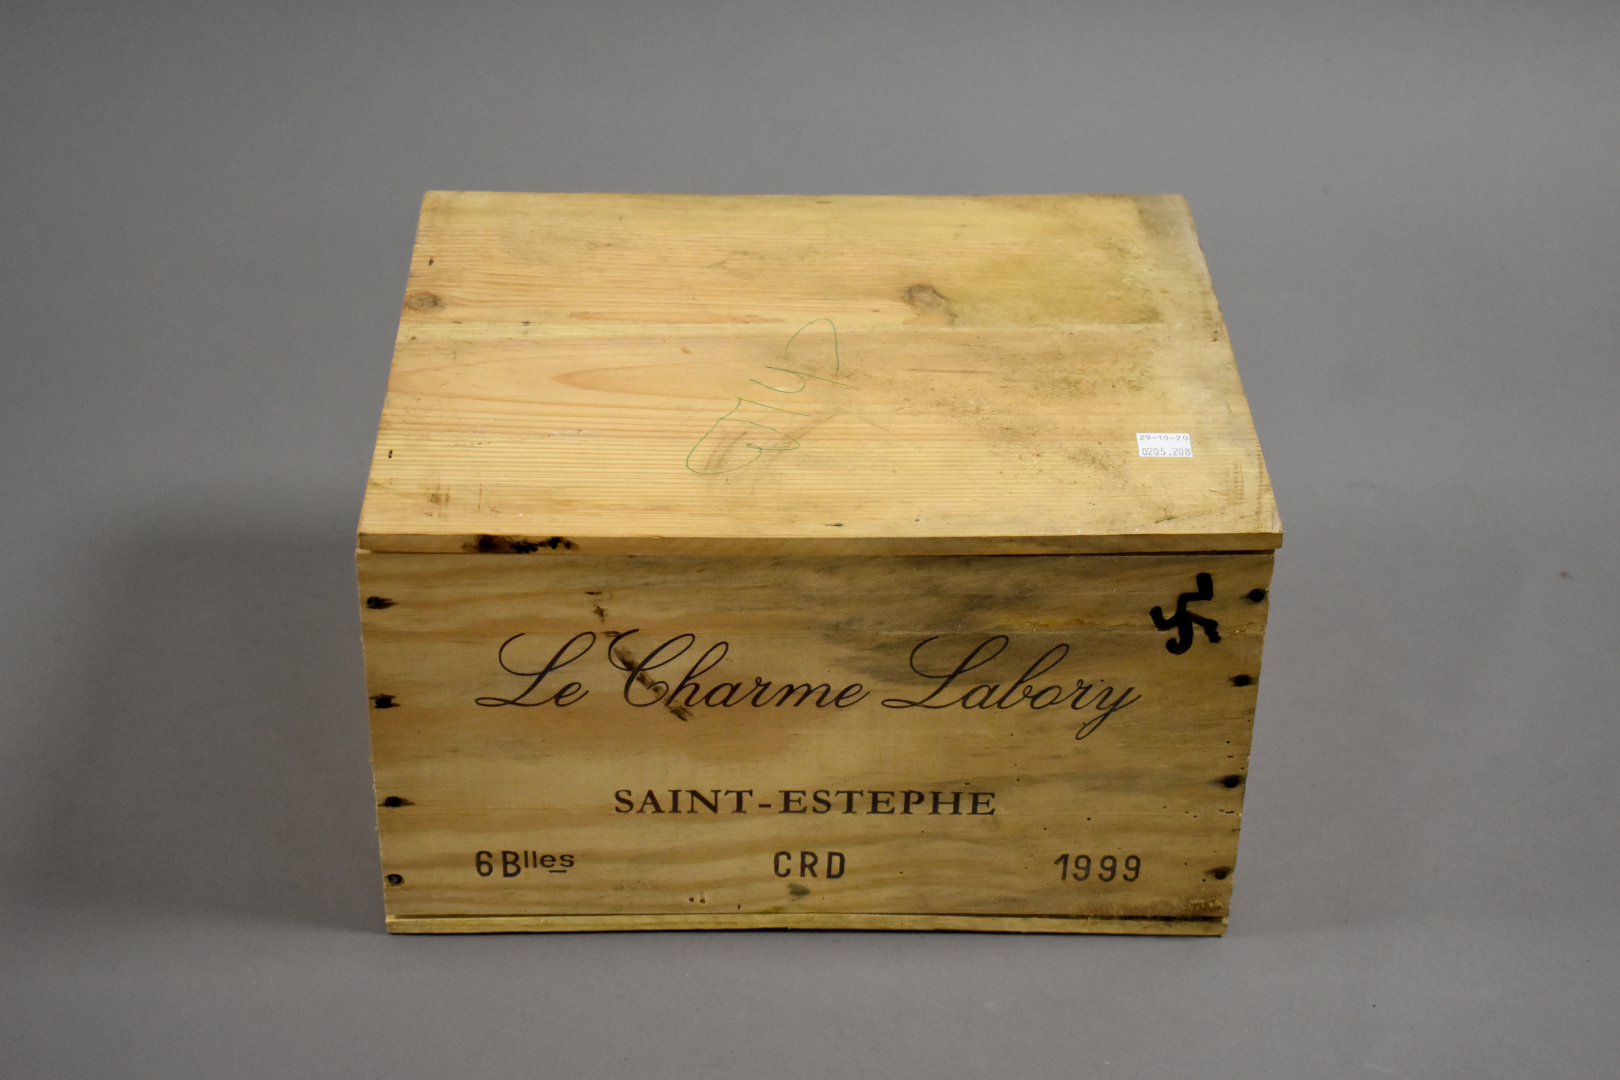 29-10-20
0205.208
Le Charme Labory
SAINT-ESTEPHE
6 Blles CRD 1999